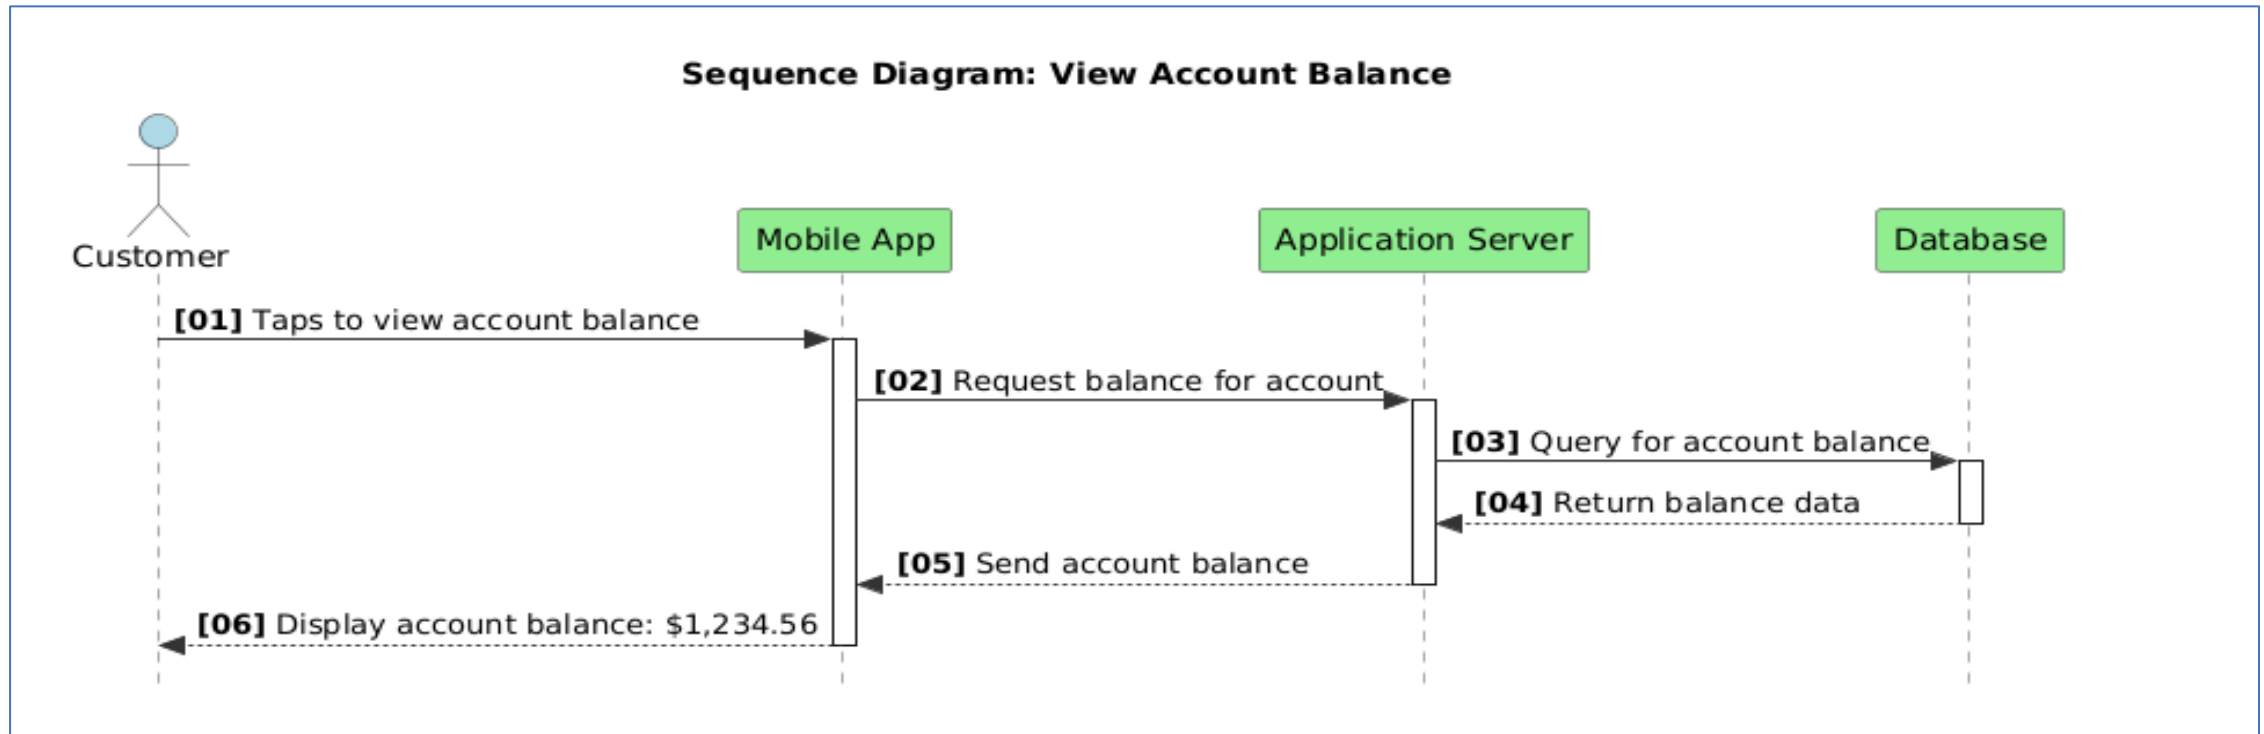 Sequence Diagram: View Account Balance
Customer
Mobile App
Application Server
Database
[01] Taps to view account balance
[02] Request balance for account
[03] Query for account balance
[04] Return balance data
[05] Send account balance
[06] Display account balance: $1,234.56